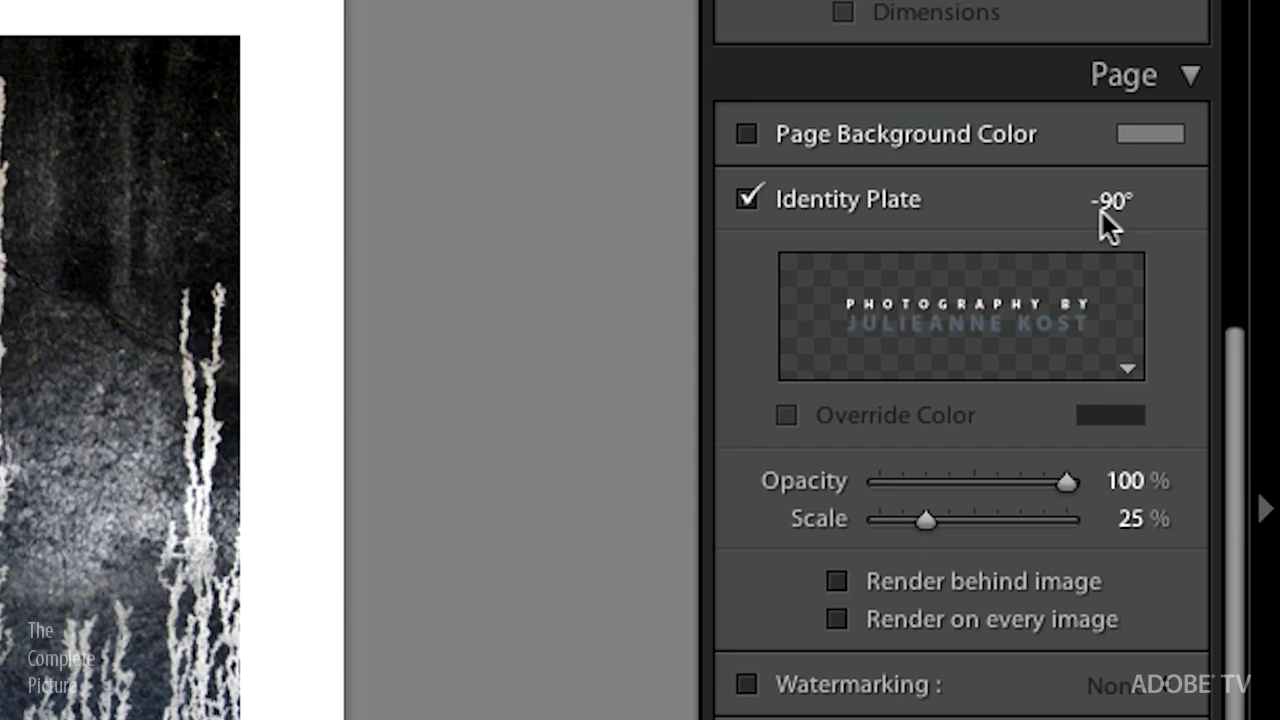 Dimensions
Page
Page Background Color
Identity Plate -90°
PHOTOGRAPHY BY
JULIEANNE KOST
Override Color
Opacity 100 %
Scale 25 %
Render behind image
Render on every image
Watermarking :
ADOBE TV
The
Complete
Picture